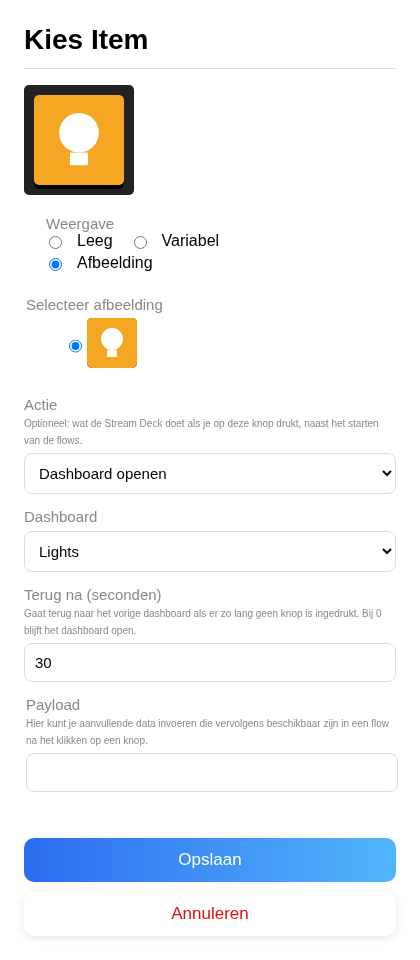 Kies Item
Weergave
Leeg Variabel
Afbeelding
Selecteer afbeelding
Actie
Optioneel: wat de Stream Deck doet als je op deze knop drukt, naast het starten
van de flows.
Dashboard openen
Dashboard
Lights
Terug na (seconden)
Gaat terug naar het vorige dashboard als er zo lang geen knop is ingedrukt. Bij 0
blijft het dashboard open.
30
Payload
Hier kunt je aanvullende data invoeren die vervolgens beschikbaar zijn in een flow
na het klikken op een knop.
Opslaan
Annuleren